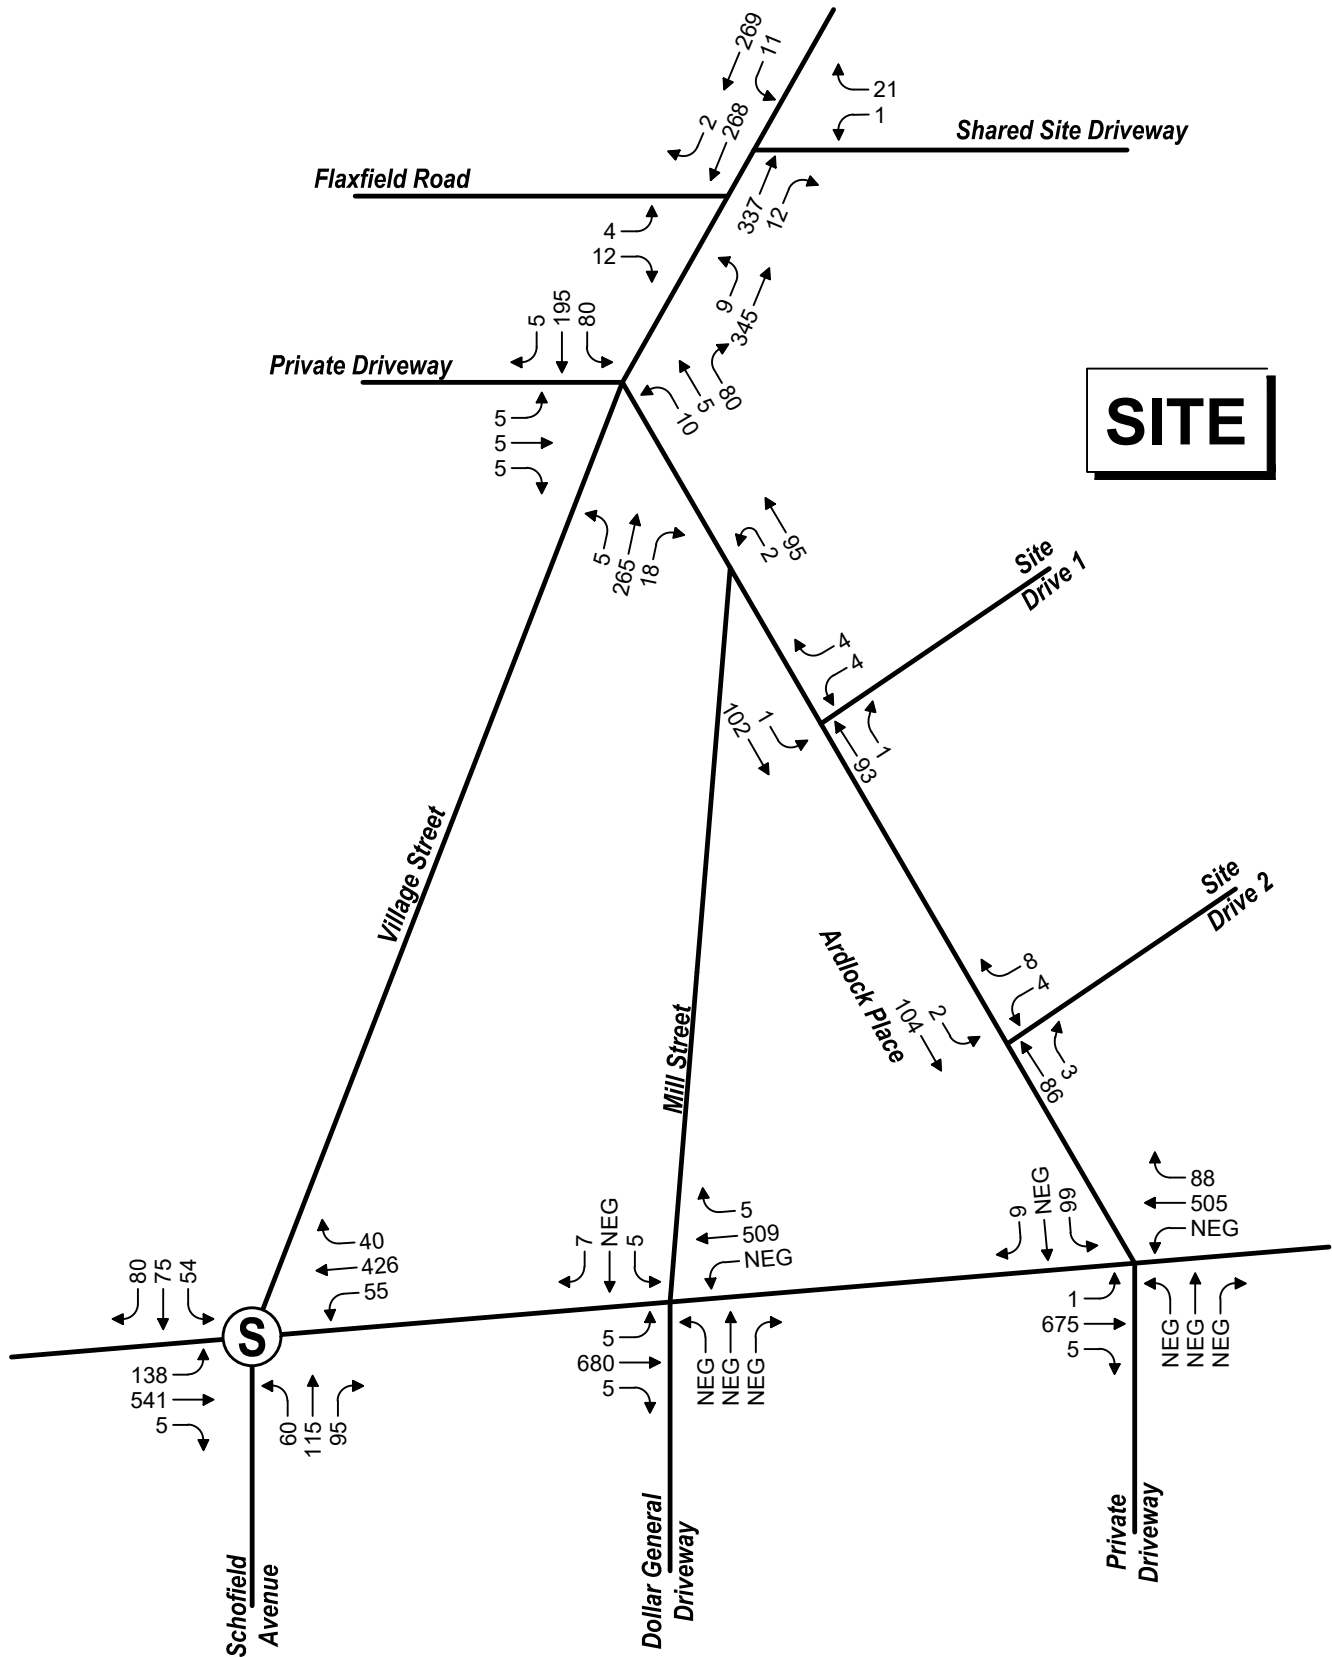 269
11
21
1
Shared Site Driveway
2
268
Flaxfield Road
337
12
4
12
9
345
5
195
80
Private Driveway
5
80
10
5
5
5
SITE
5
265
18
95
2
Site
Drive 1
4
4
1
102
1
93
Village Street
Site
Drive 2
Ardlock Place
8
4
2
104
3
86
Mill Street
88
505
NEG
9
NEG
99
5
509
NEG
7
NEG
5
40
426
55
80
75
54
S
1
675
5
NEG
NEG
NEG
5
680
5
NEG
NEG
NEG
138
541
5
60
115
95
Schofield
Avenue
Dollar General
Driveway
Private
Driveway